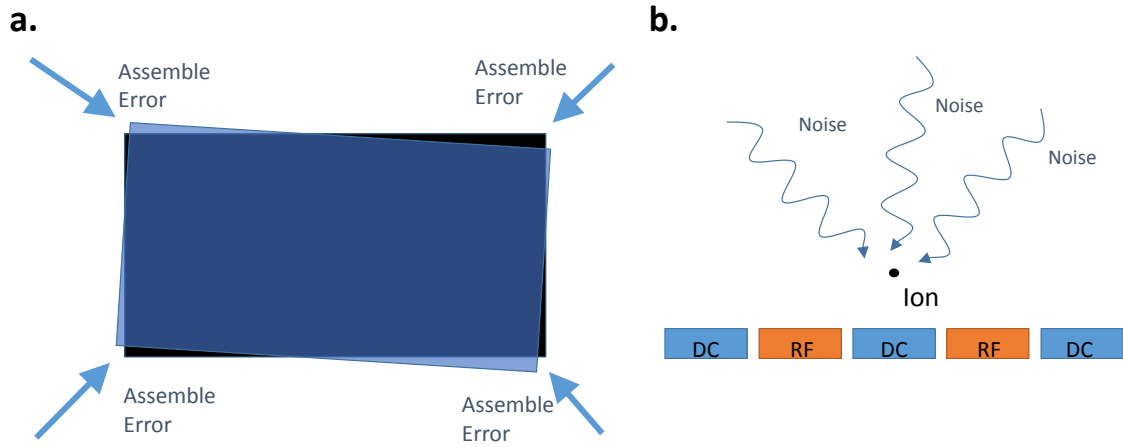 a.
Assemble
Error
Assemble
Error
Assemble
Error
Assemble
Error
b.
Noise
Noise
Noise
Ion
DC
RF
DC
RF
DC